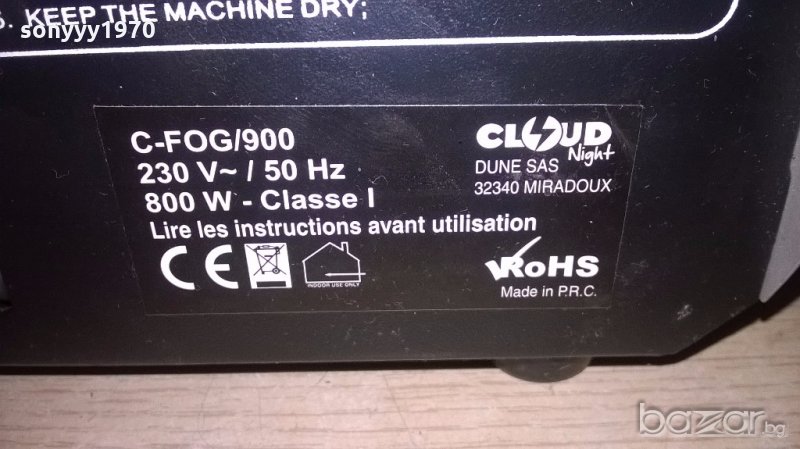 . KEEP THE MACHINE DRY;
sonyyy1970
C-FOG/900
230 V~ / 50 Hz
800 W - Classe I
Lire les instructions avant utilisation
CLOUD
Night
DUNE SAS
32340 MIRADOUX
CE
INDOOR USE ONLY
RoHS
Made in P.R.C.
bazar.bg